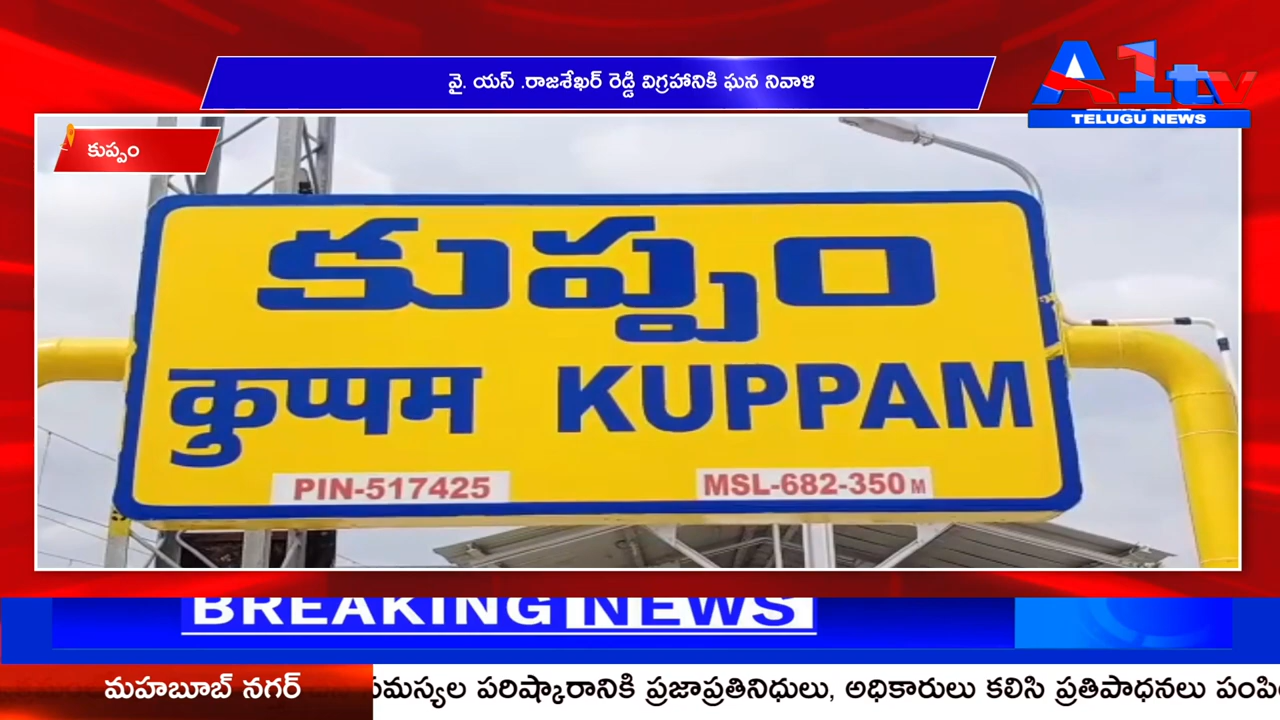 వై. యస్ .రాజశేఖర్ రెడ్డి విగ్రహానికి ఘన నివాళి
A1tv
TELUGU NEWS
కుప్పం
కుప్పం
कुप्पम KUPPAM
PIN-517425 MSL-682-350 M
BREAKING NEWS
మహబూబ్ నగర్
సమస్యల పరిష్కారానికి ప్రజాప్రతినిధులు, అధికారులు కలిసి ప్రతిపాధనలు